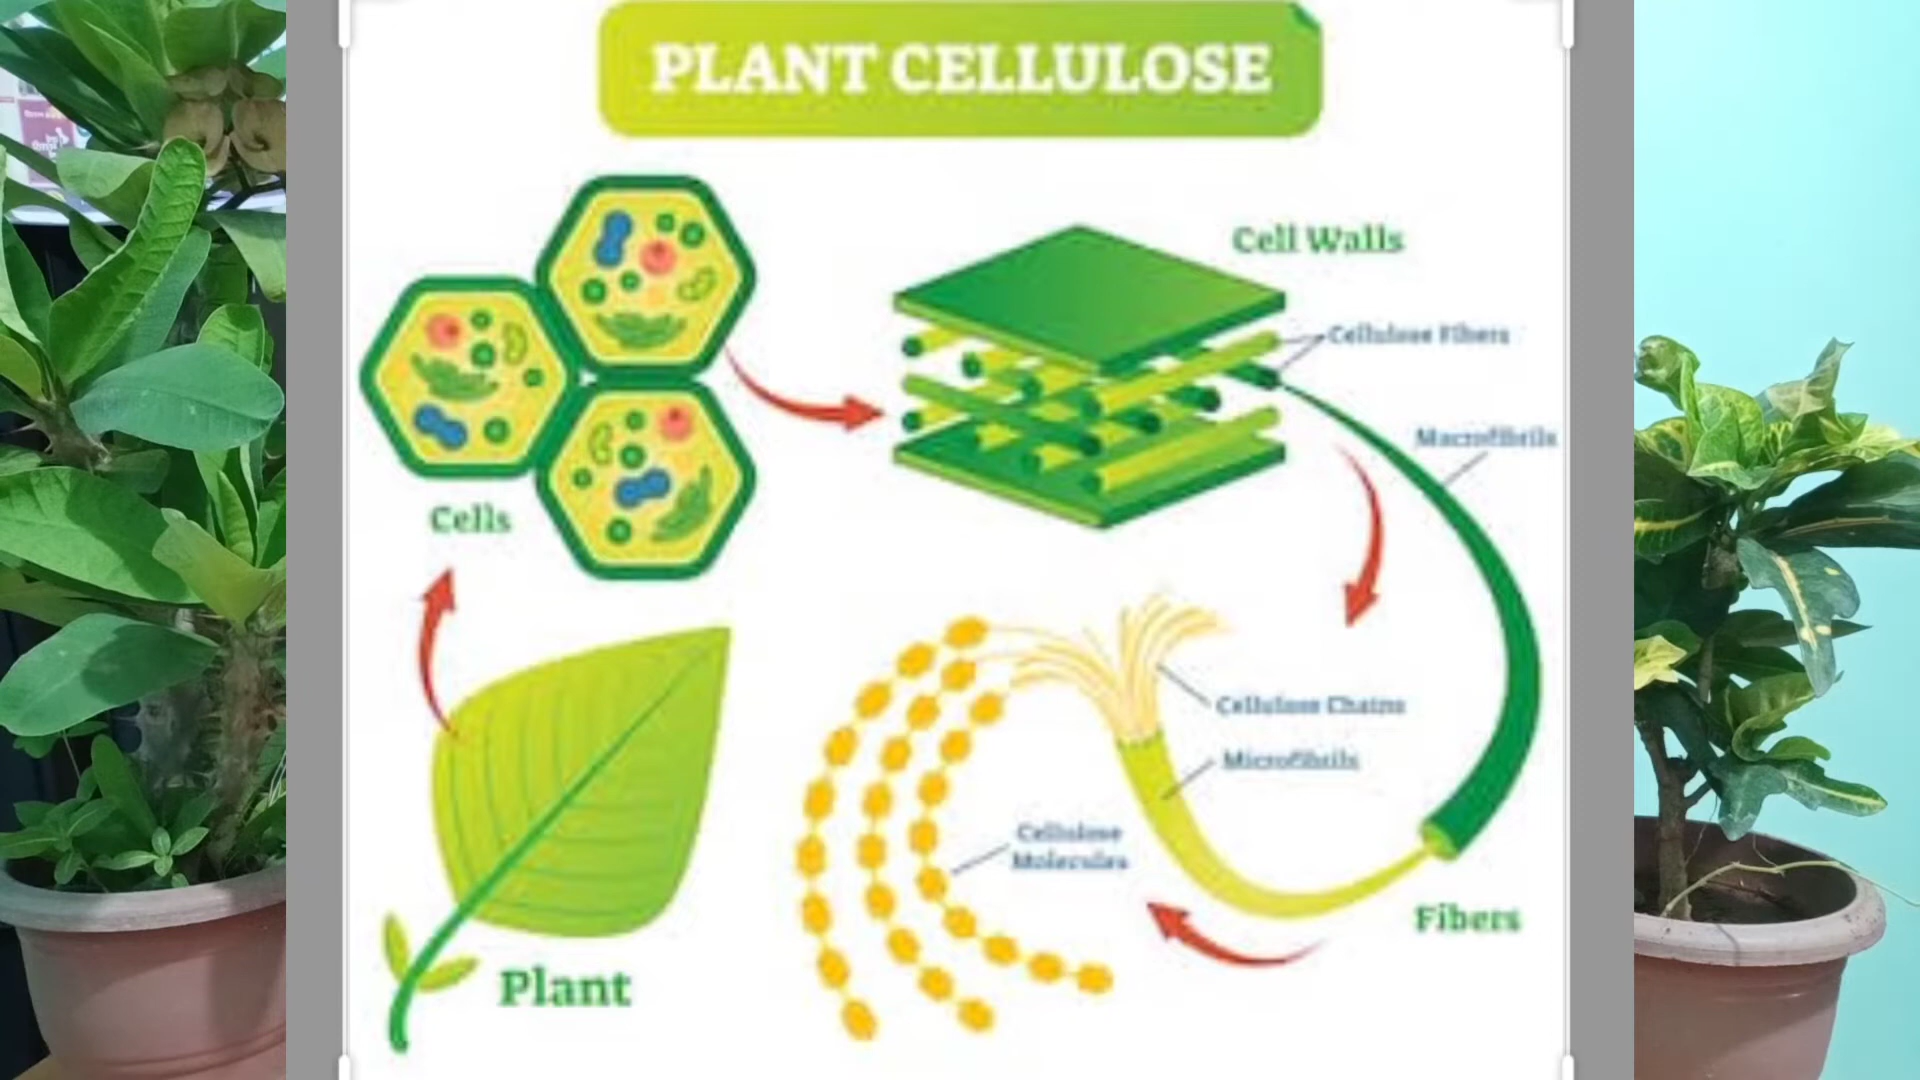 PLANT CELLULOSE
Cell Walls
Cellulose Fibers
Macrofibrils
Cells
Cellulose Chains
Microfibrils
Cellulose
Molecules
Fibers
Plant